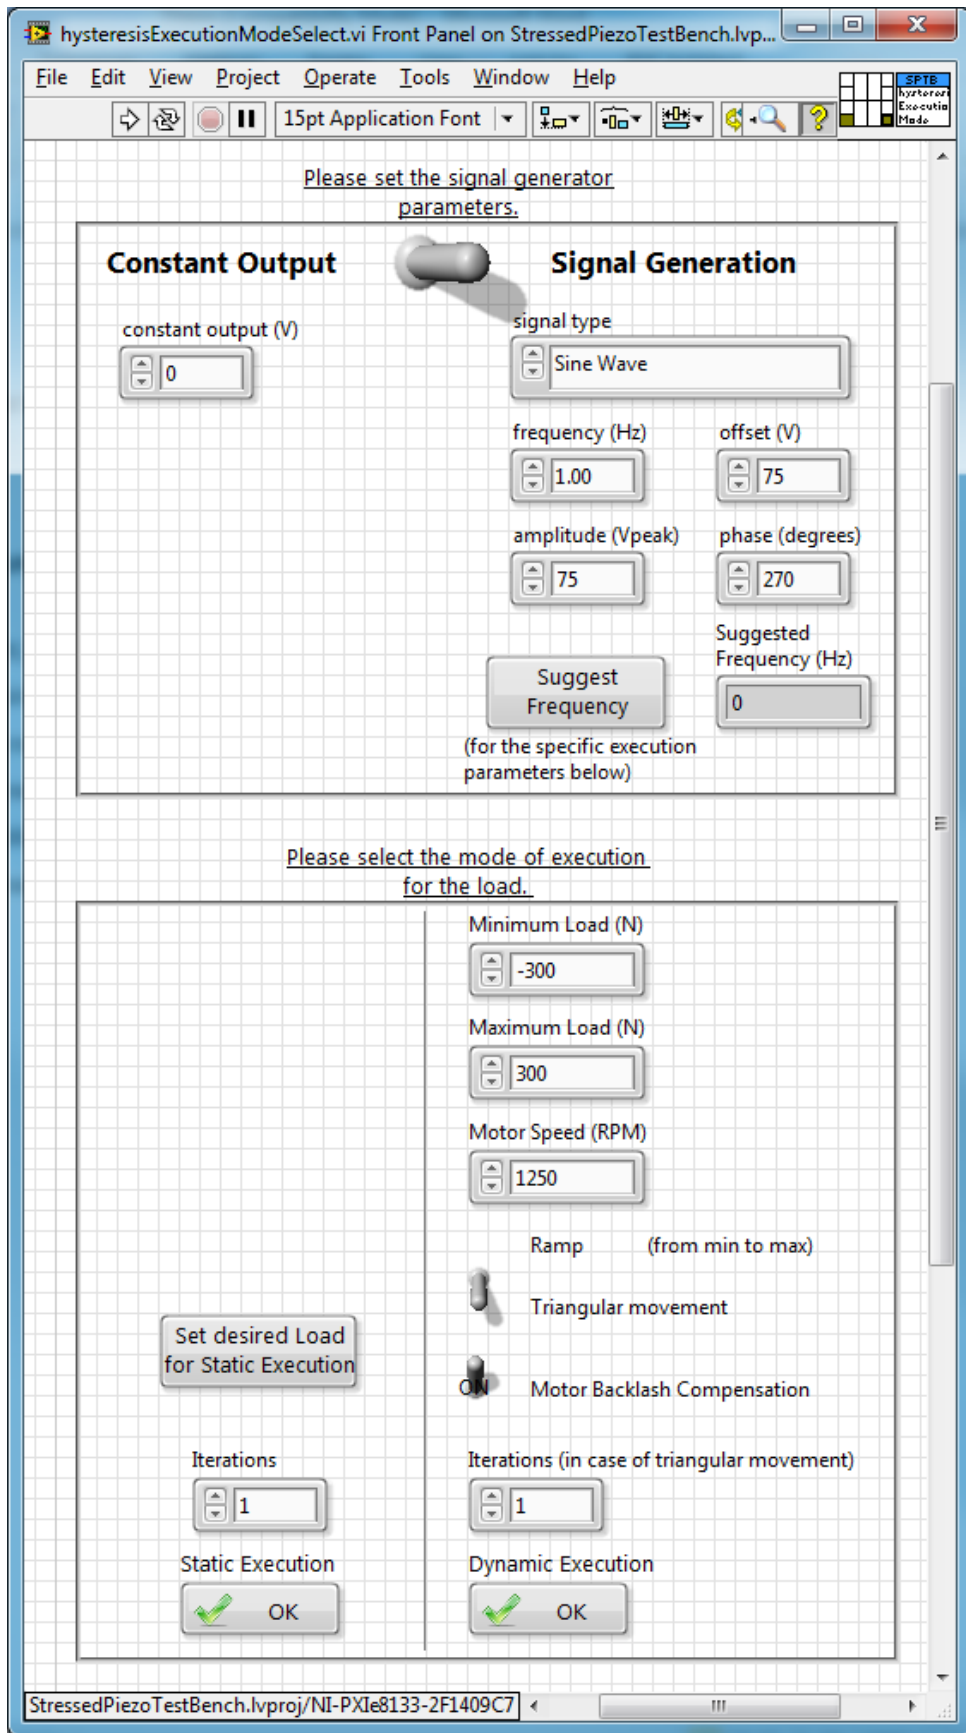 hysteresisExecutionModeSelect.vi Front Panel on StressedPiezoTestBench.lvp...
File Edit View Project Operate Tools Window Help
SPTB
hysteresi
Executio
Mode
15pt Application Font
Please set the signal generator
parameters.
Constant Output
Signal Generation
constant output (V)
0
signal type
Sine Wave
frequency (Hz) offset (V)
1.00 75
amplitude (Vpeak) phase (degrees)
75 270
Suggested
Frequency (Hz)
0
Suggest
Frequency
(for the specific execution
parameters below)
Please select the mode of execution
for the load.
Minimum Load (N)
-300
Maximum Load (N)
300
Motor Speed (RPM)
1250
Ramp (from min to max)
Triangular movement
Set desired Load
for Static Execution
ON Motor Backlash Compensation
Iterations Iterations (in case of triangular movement)
1 1
Static Execution Dynamic Execution
OK OK
StressedPiezoTestBench.lvproj/NI-PXIe8133-2F1409C7